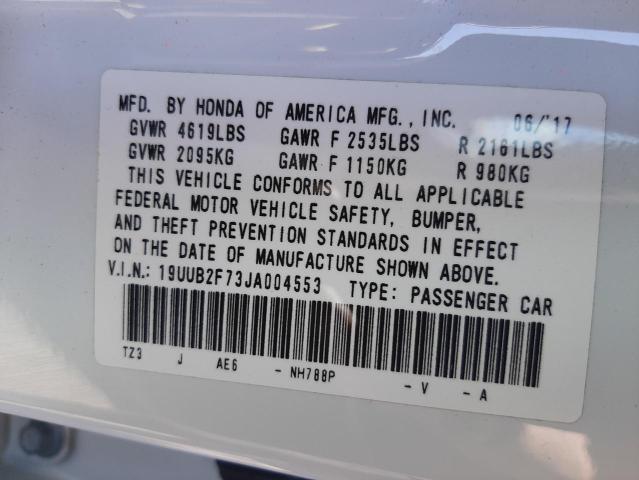 MFD. BY HONDA OF AMERICA MFG., INC. 06/'17
GVWR 4619LBS GAWR F 2535LBS R 2161LBS
GVWR 2095KG GAWR F 1150KG R 980KG
THIS VEHICLE CONFORMS TO ALL APPLICABLE
FEDERAL MOTOR VEHICLE SAFETY, BUMPER,
AND THEFT PREVENTION STANDARDS IN EFFECT
ON THE DATE OF MANUFACTURE SHOWN ABOVE.
V.I.N.: 19UUB2F73JA004553 TYPE: PASSENGER CAR
TZ3 J AE6 - NH788P - V - A